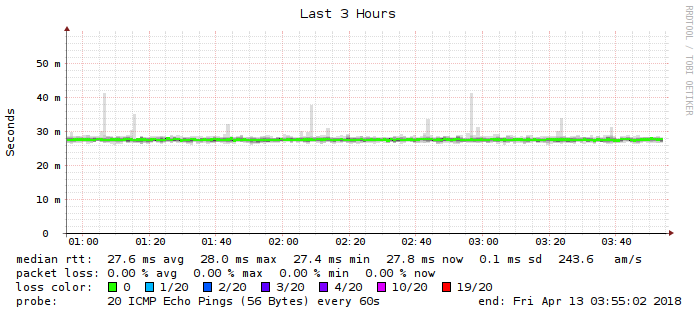 Last 3 Hours
RRDTOOL / TOBI OETIKER
Seconds
50 m
40 m
30 m
20 m
10 m
0
01:00 01:20 01:40 02:00 02:20 02:40 03:00 03:20 03:40
median rtt: 27.6 ms avg 28.0 ms max 27.4 ms min 27.8 ms now 0.1 ms sd 243.6 am/s
packet loss: 0.00 % avg 0.00 % max 0.00 % min 0.00 % now
loss color: 0 1/20 2/20 3/20 4/20 10/20 19/20
probe: 20 ICMP Echo Pings (56 Bytes) every 60s end: Fri Apr 13 03:55:02 2018